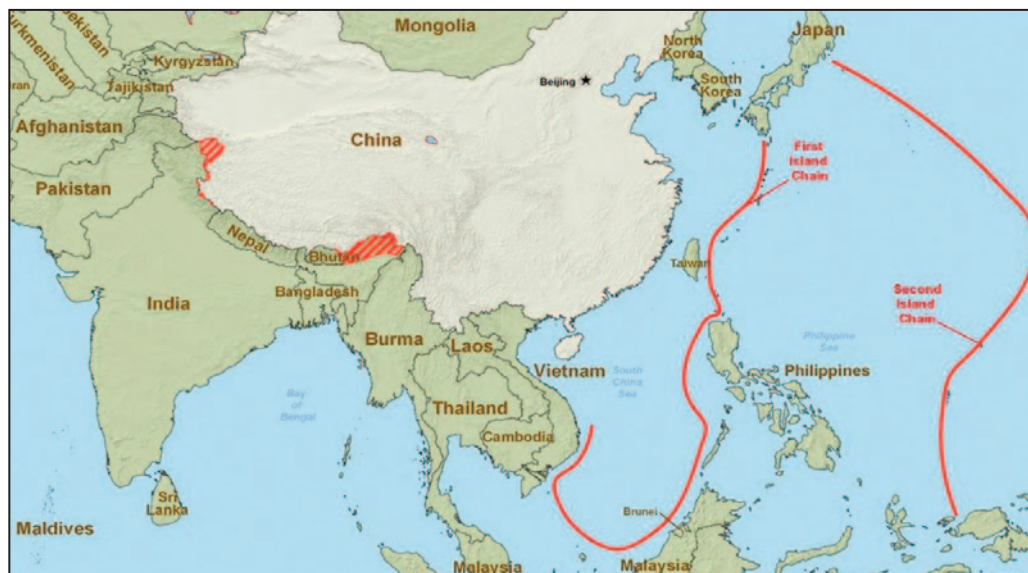 Mongolia
Japan
North
Korea
South
Korea
Beijing
Kyrgyzstan
Tajikistan
Turkmenistan
Afghanistan
China
First
Island
Chain
Pakistan
Nepal
Bhutan
Taiwan
Bangladesh
India
Second
Island
Chain
Burma
Laos
Vietnam
South
China
Sea
Philippine
Sea
Philippines
Bay
of
Bengal
Thailand
Cambodia
Sri
Lanka
Maldives
Brunei
Malaysia
Malaysia